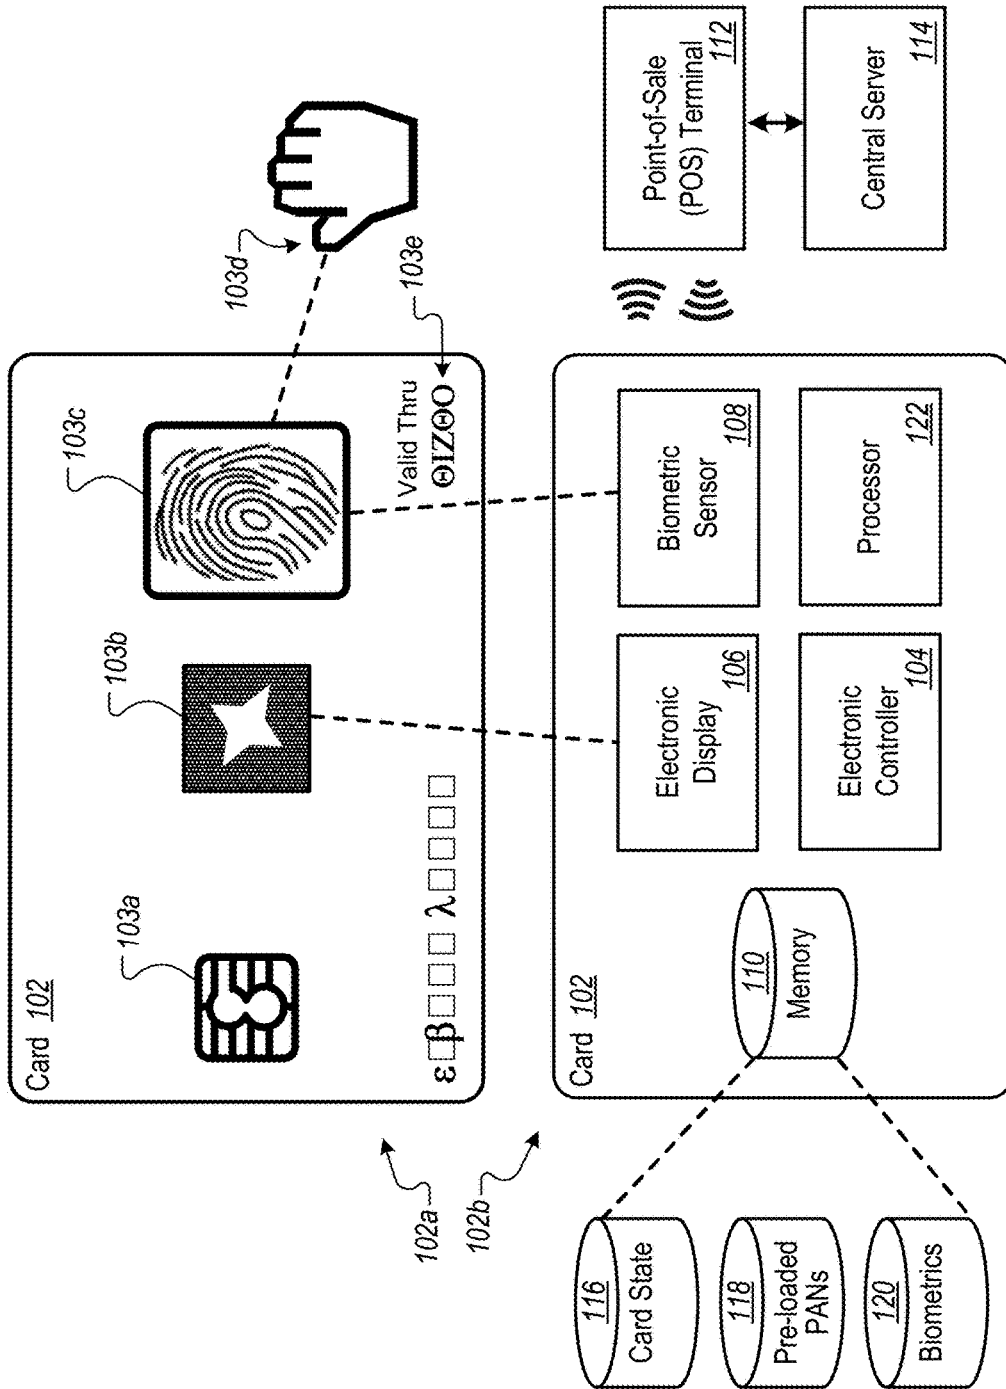 Card 102
103a
103b
103c
103d
103e
Valid Thru
ΘΙΖΘΟ
ε□β□□□ λ□□□□
102a
102b
Card 102
110
Memory
Electronic
Display
106
Biometric
Sensor
108
Electronic
Controller
104
Processor
122
116
Card State
118
Pre-loaded
PANs
120
Biometrics
Point-of-Sale
(POS) Terminal
112
Central Server
114